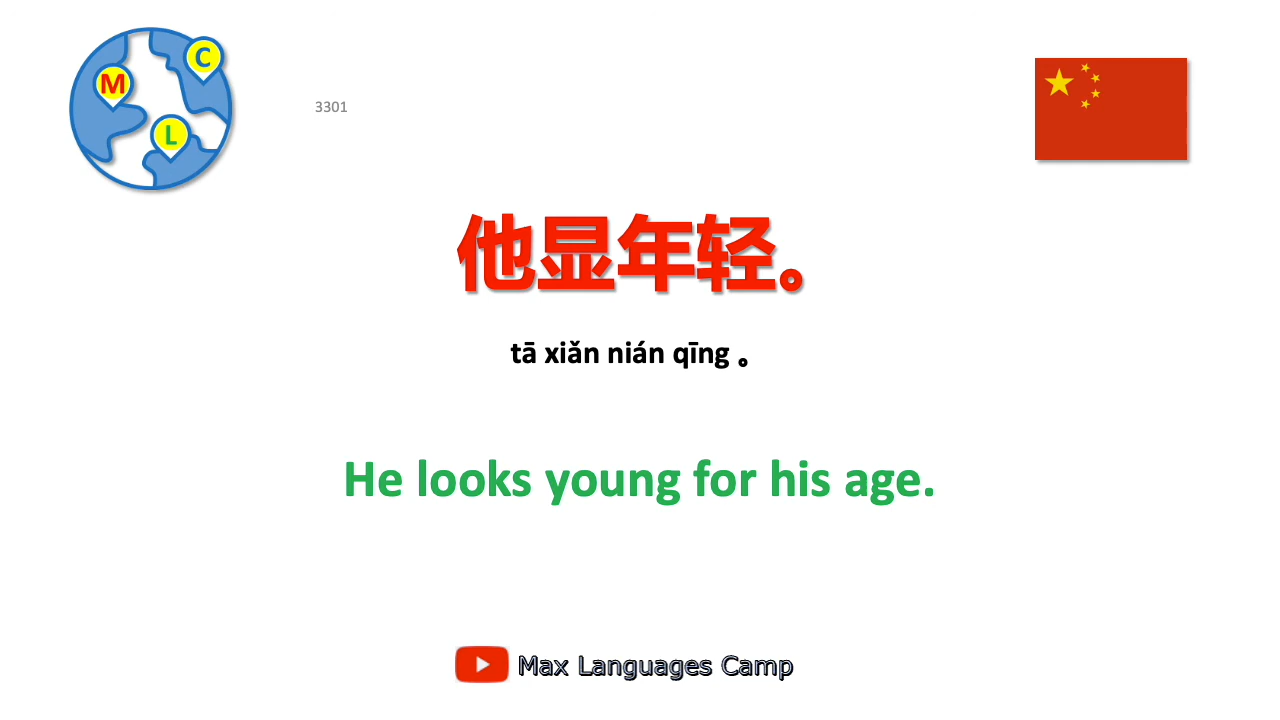 M
C
L
3301
他显年轻。
tā xiǎn nián qīng 。
He looks young for his age.
Max Languages Camp